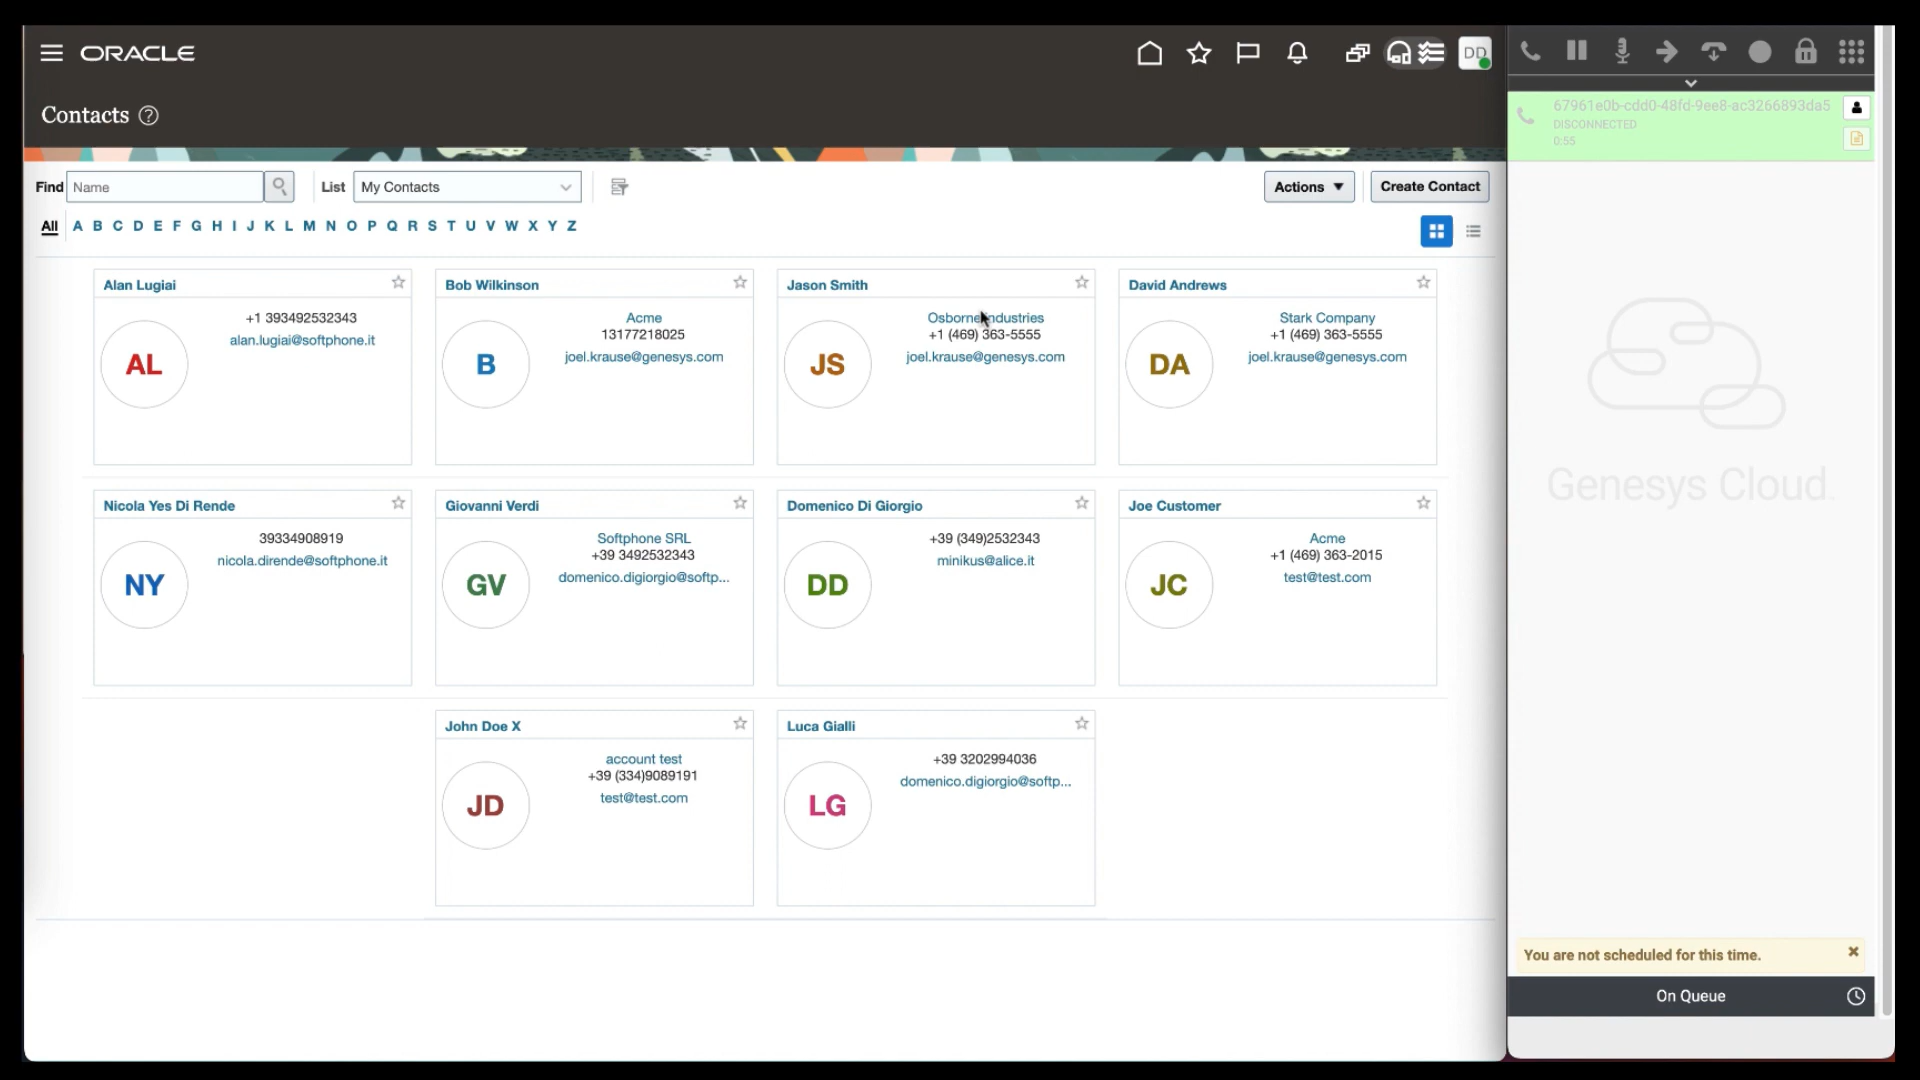 ORACLE
DD
Contacts ?
Find Name List My Contacts Actions Create Contact
All A B C D E F G H I J K L M N O P Q R S T U V W X Y Z
Alan Lugiai
AL
+1 393492532343
alan.lugiai@softphone.it
Bob Wilkinson
B
Acme
13177218025
joel.krause@genesys.com
Jason Smith
JS
Osborne Industries
+1 (469) 363-5555
joel.krause@genesys.com
David Andrews
DA
Stark Company
+1 (469) 363-5555
joel.krause@genesys.com
Nicola Yes Di Rende
NY
39334908919
nicola.dirende@softphone.it
Giovanni Verdi
GV
Softphone SRL
+39 3492532343
domenico.digiorgio@softp...
Domenico Di Giorgio
DD
+39 (349)2532343
minikus@alice.it
Joe Customer
JC
Acme
+1 (469) 363-2015
test@test.com
John Doe X
JD
account test
+39 (334)9089191
test@test.com
Luca Gialli
LG
+39 3202994036
domenico.digiorgio@softp...
67961e0b-cdd0-48fd-9ee8-ac3266893da5
DISCONNECTED
0:55
Genesys Cloud
You are not scheduled for this time.
On Queue